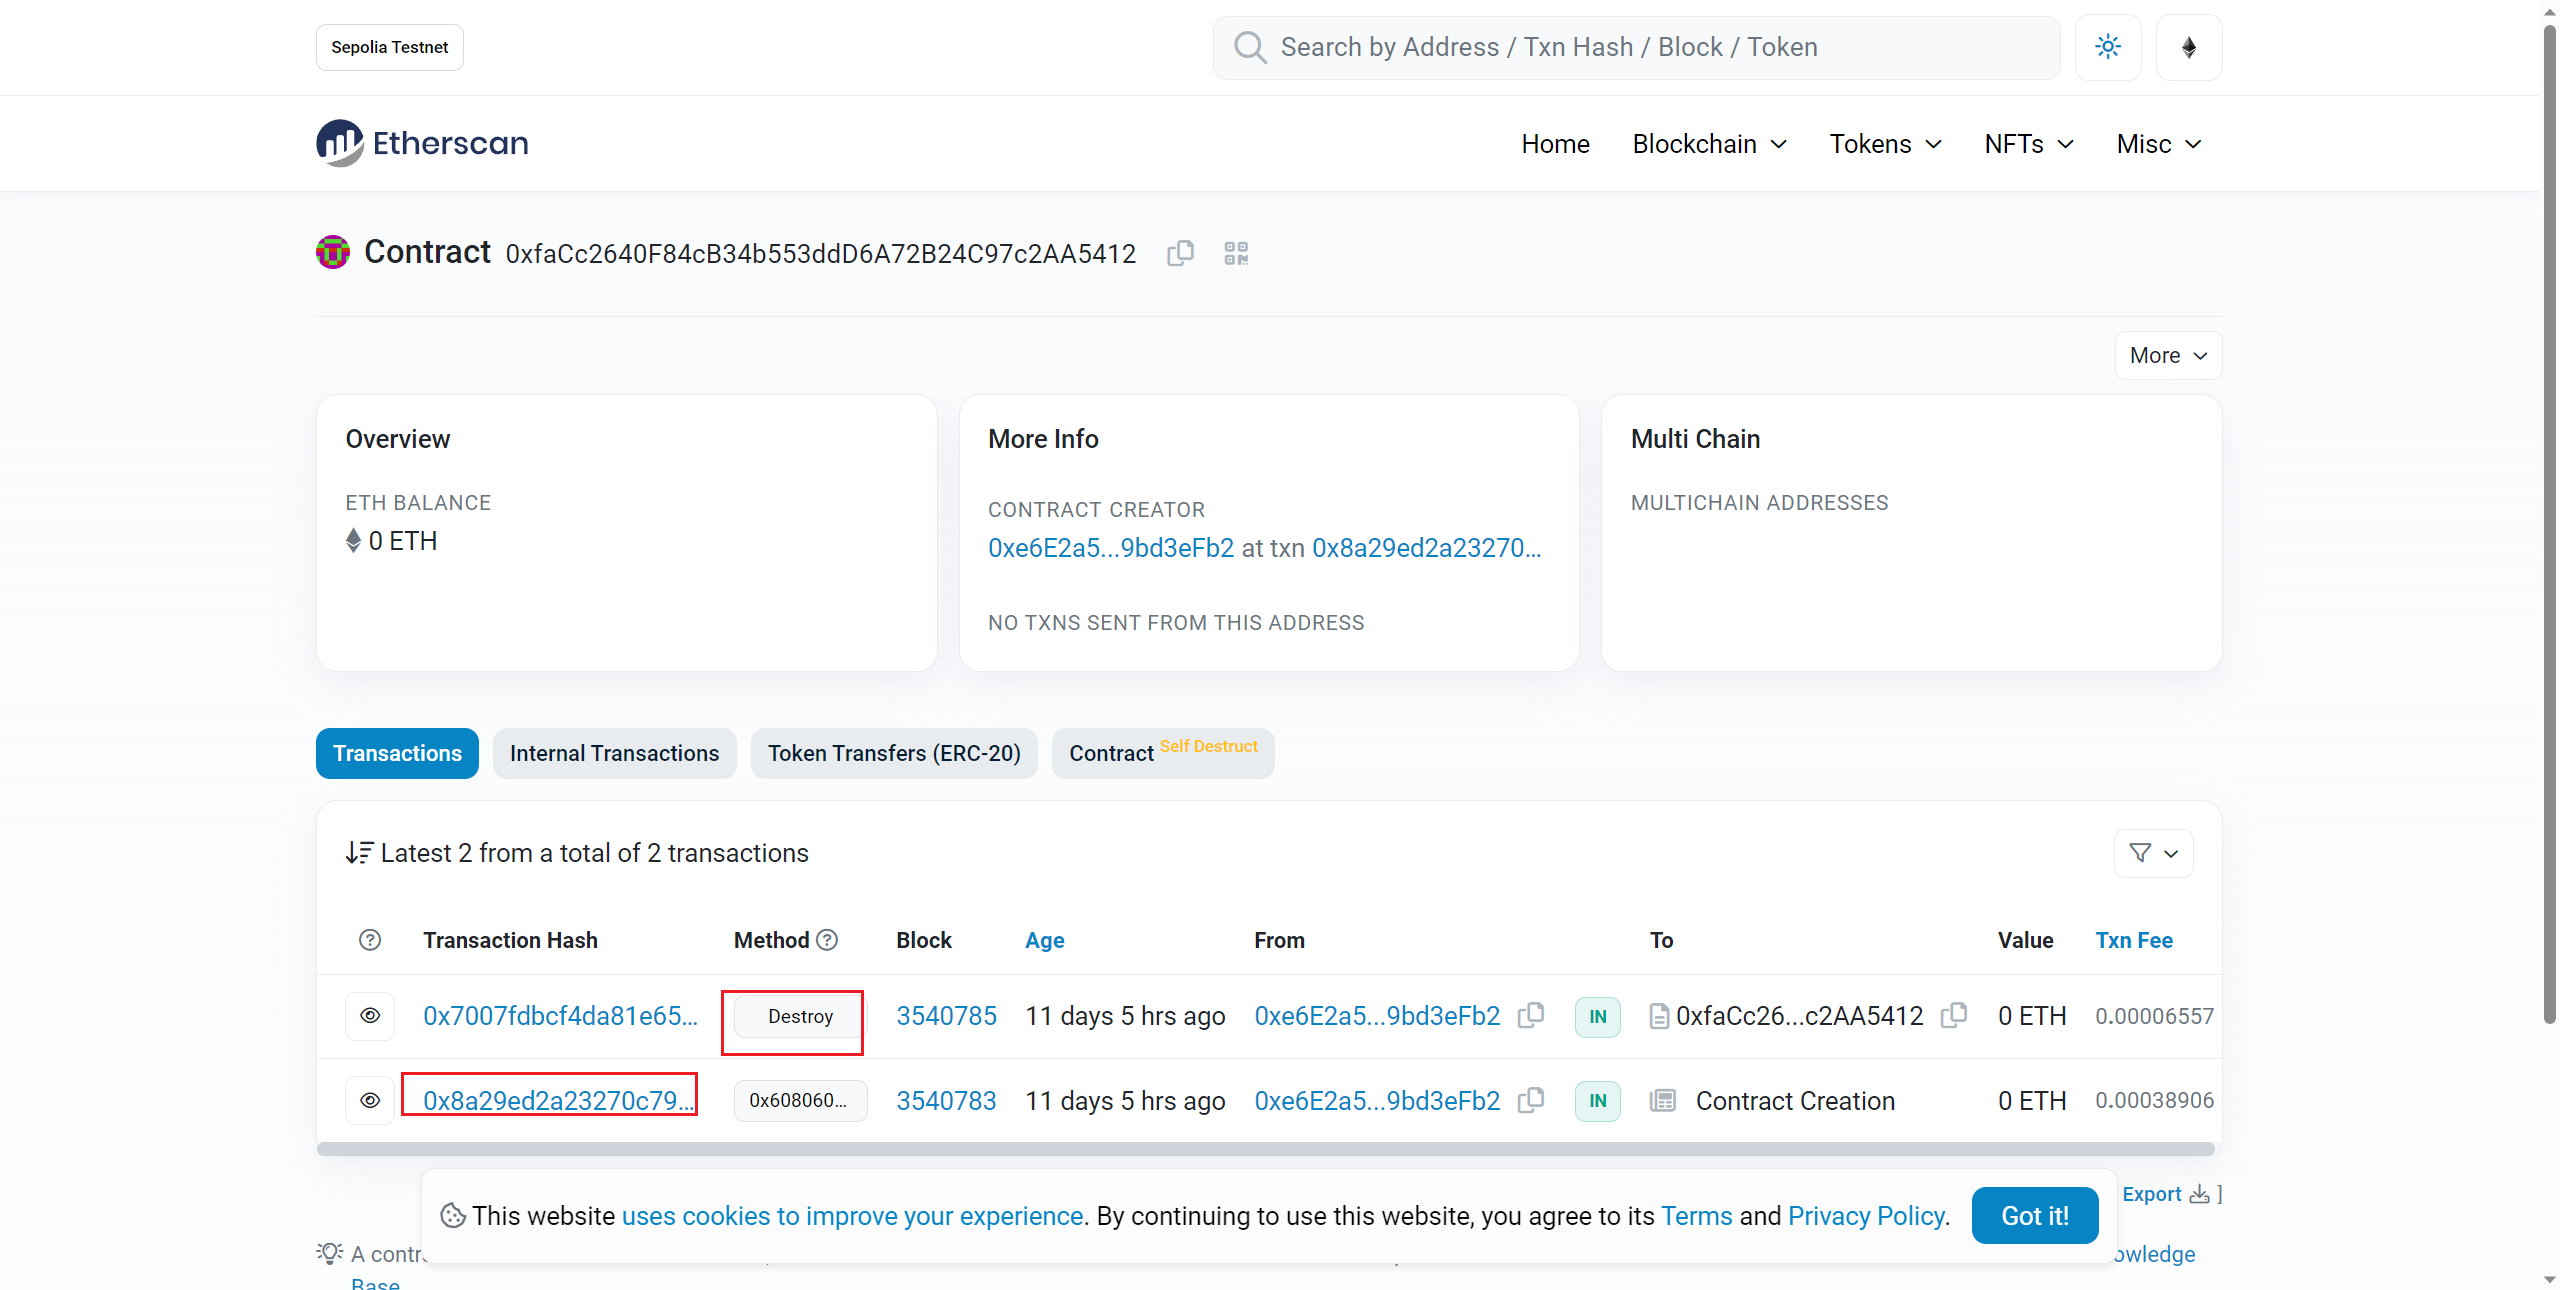 Sepolia Testnet
Search by Address / Txn Hash / Block / Token
Etherscan
Home Blockchain Tokens NFTs Misc
Contract 0xfaCc2640F84cB34b553ddD6A72B24C97c2AA5412
More
Overview
ETH BALANCE
0 ETH
More Info
CONTRACT CREATOR
0xe6E2a5...9bd3eFb2 at txn 0x8a29ed2a23270...
NO TXNS SENT FROM THIS ADDRESS
Multi Chain
MULTICHAIN ADDRESSES
Transactions Internal Transactions Token Transfers (ERC-20) Contract Self Destruct
Latest 2 from a total of 2 transactions
Transaction Hash Method Block Age From To Value Txn Fee
0x7007fdbcf4da81e65... Destroy 3540785 11 days 5 hrs ago 0xe6E2a5...9bd3eFb2 IN 0xfaCc26...c2AA5412 0 ETH 0.00006557
0x8a29ed2a23270c79... 0x608060... 3540783 11 days 5 hrs ago 0xe6E2a5...9bd3eFb2 IN Contract Creation 0 ETH 0.00038906
Export ]
This website uses cookies to improve your experience. By continuing to use this website, you agree to its Terms and Privacy Policy. Got it!
A contr
owledge
Base